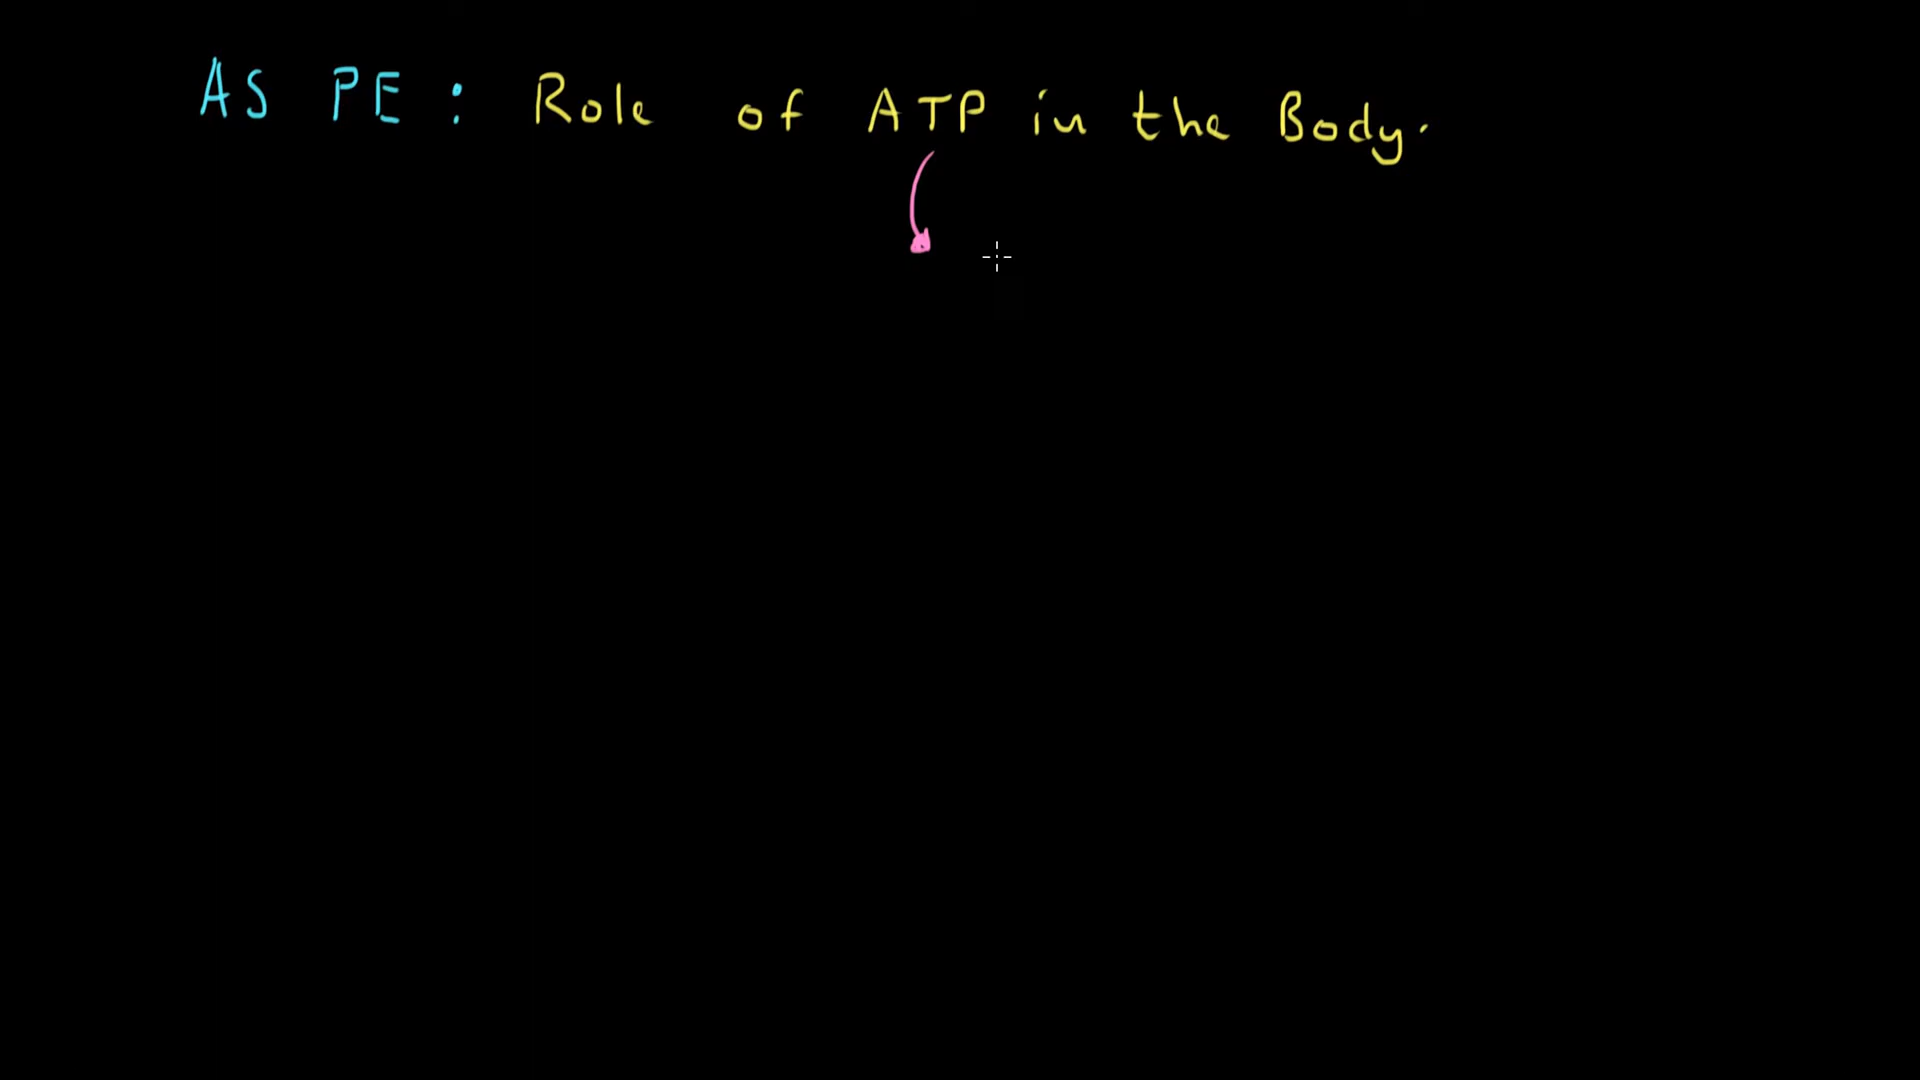 AS PE : Role of ATP in the Body.